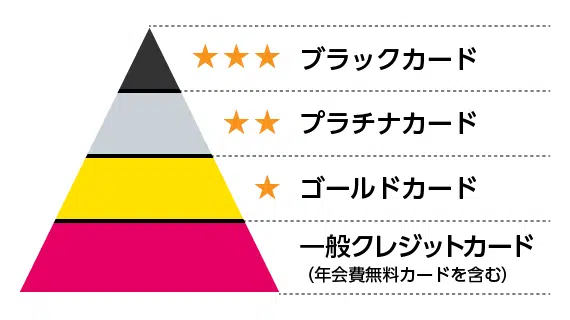 ブラックカード
プラチナカード
ゴールドカード
一般クレジットカード
（年会費無料カードを含む）